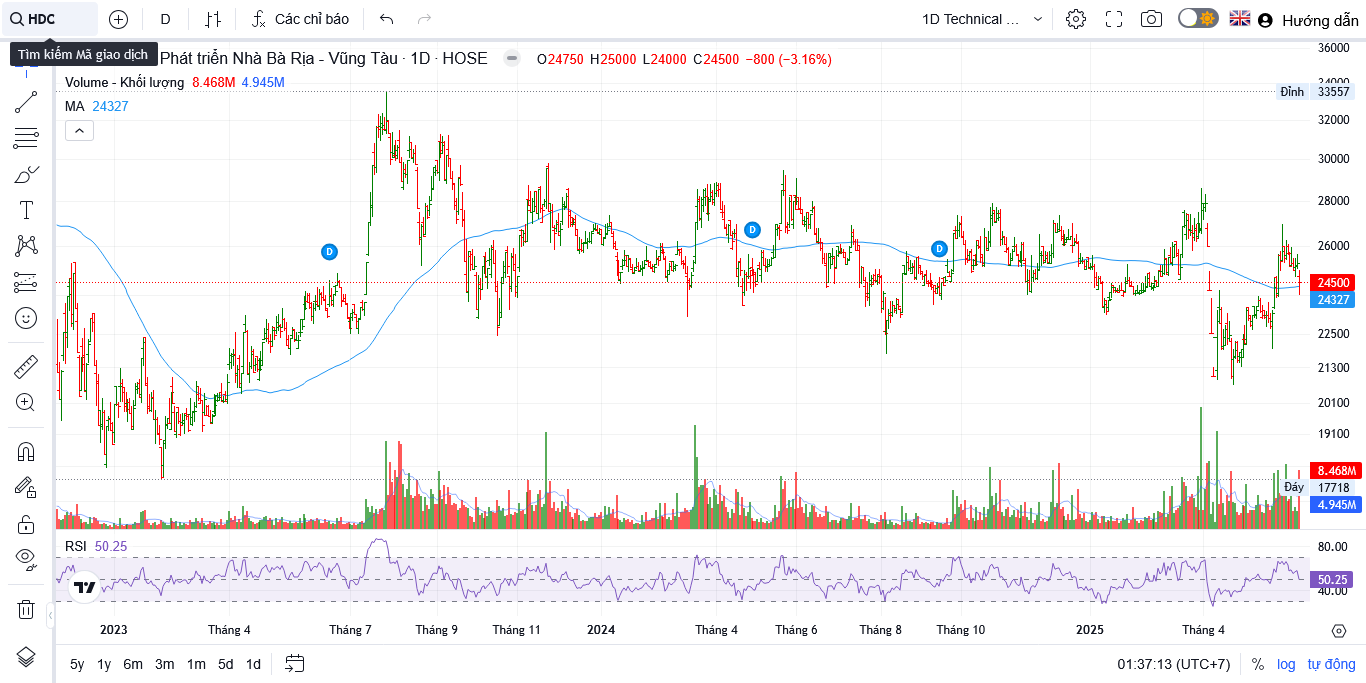 HDC
D
Các chỉ báo
1D Technical ...
Hướng dẫn
Tìm kiếm Mã giao dịch
Phát triển Nhà Bà Rịa - Vũng Tàu · 1D · HOSE
O24750 H25000 L24000 C24500 −800 (−3.16%)
Volume - Khối lượng 8.468M 4.945M
MA 24327
36000
34000
Đỉnh 33557
32000
30000
28000
26000
24500
24327
22500
21300
20100
19100
8.468M
Đáy 17718
4.945M
D
D
D
RSI 50.25
80.00
50.25
40.00
2023
Tháng 4
Tháng 7
Tháng 9
Tháng 11
2024
Tháng 4
Tháng 6
Tháng 8
Tháng 10
2025
Tháng 4
5y 1y 6m 3m 1m 5d 1d
01:37:13 (UTC+7)
%
log
tự động